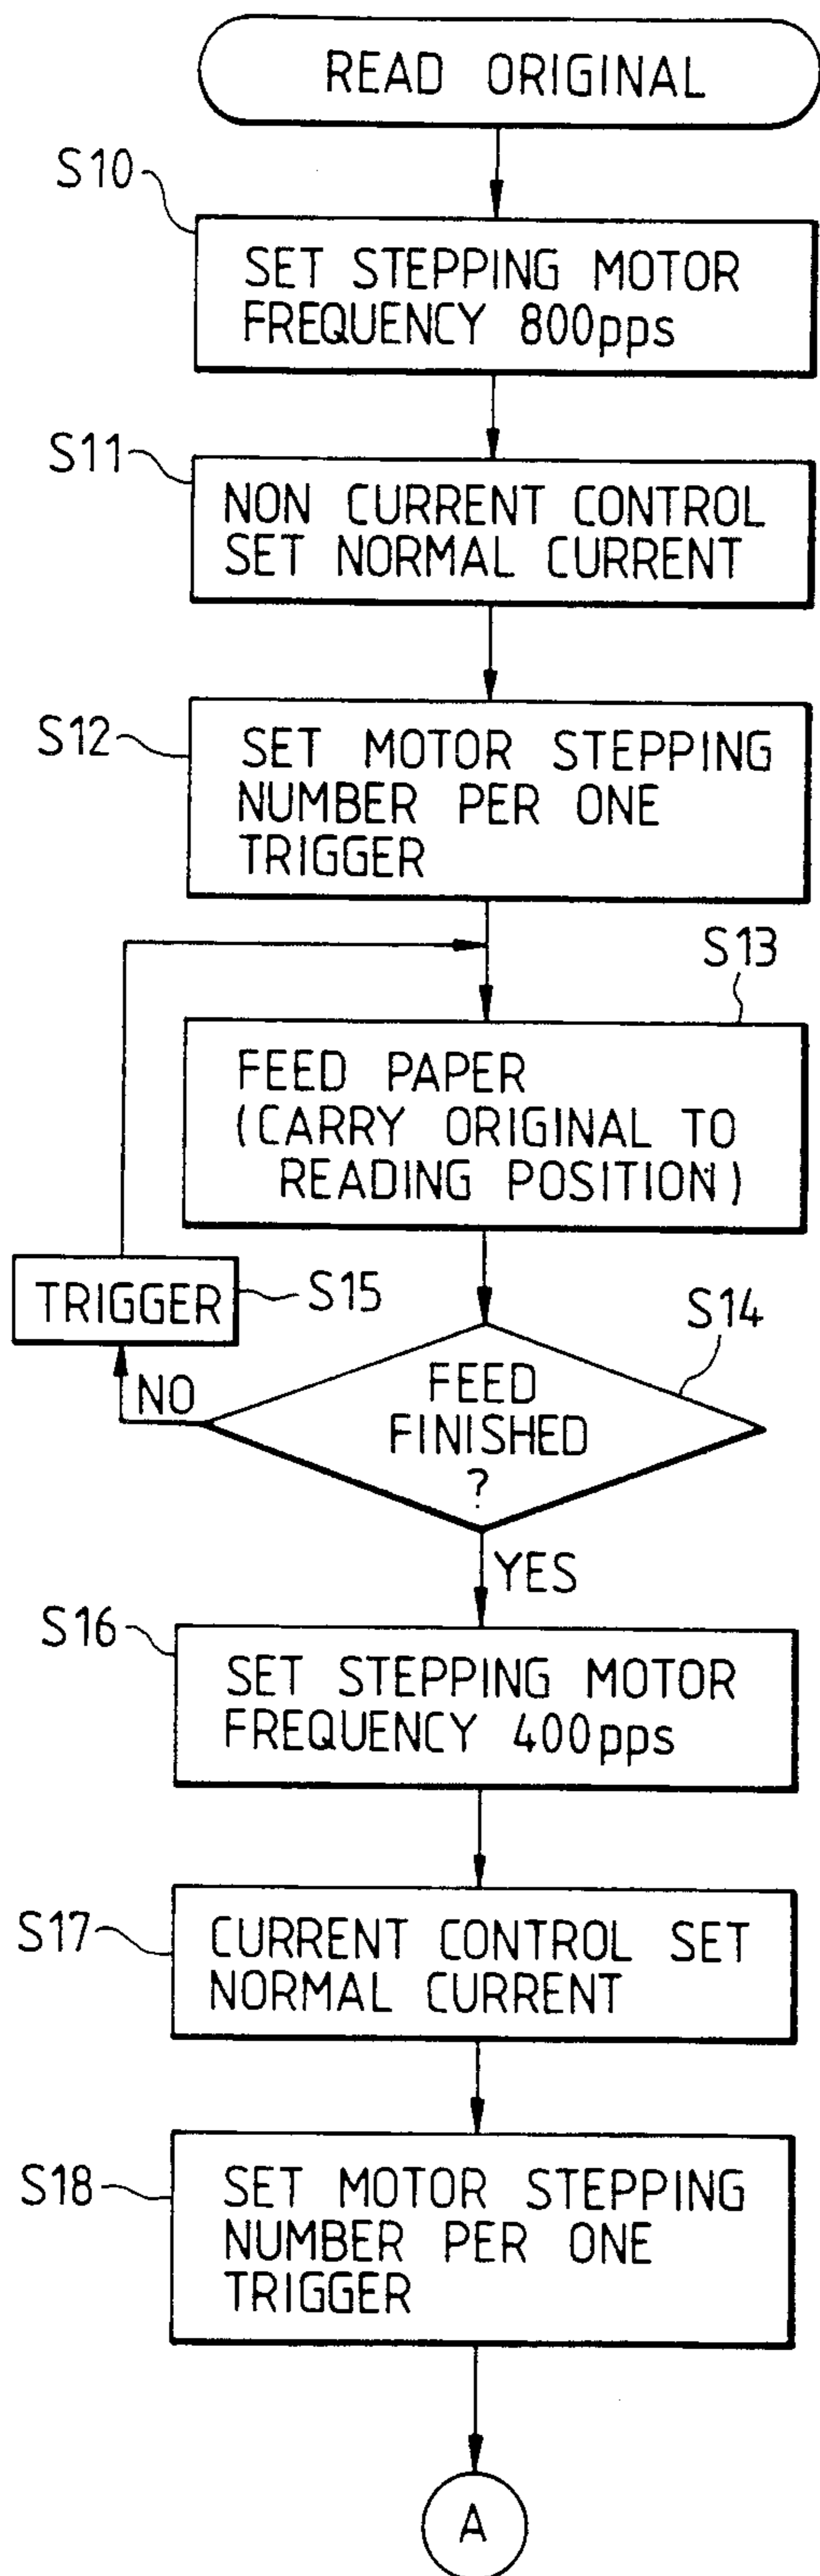 READ ORIGINAL
S10
SET STEPPING MOTOR
FREQUENCY 800pps
S11
NON CURRENT CONTROL
SET NORMAL CURRENT
S12
SET MOTOR STEPPING
NUMBER PER ONE
TRIGGER
S13
FEED PAPER
(CARRY ORIGINAL TO
READING POSITION)
TRIGGER
S15
S14
NO
FEED
FINISHED
?
YES
S16
SET STEPPING MOTOR
FREQUENCY 400pps
S17
CURRENT CONTROL SET
NORMAL CURRENT
S18
SET MOTOR STEPPING
NUMBER PER ONE
TRIGGER
A